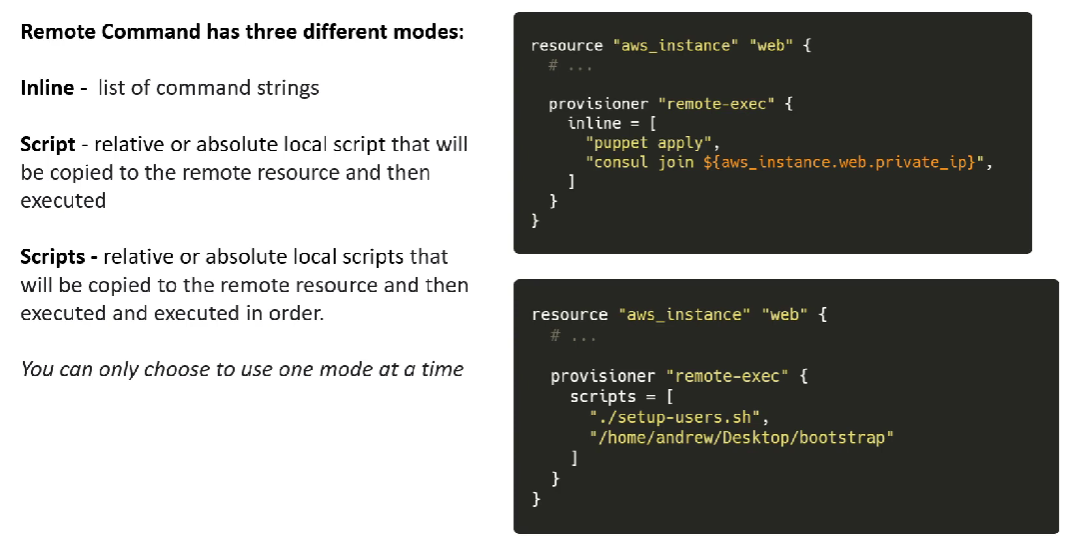 Remote Command has three different modes:
Inline -  list of command strings
Script - relative or absolute local script that will
be copied to the remote resource and then
executed
Scripts - relative or absolute local scripts that
will be copied to the remote resource and then
executed and executed in order.
You can only choose to use one mode at a time
resource "aws_instance" "web" {
  # ...
  provisioner "remote-exec" {
    inline = [
      "puppet apply",
      "consul join ${aws_instance.web.private_ip}",
    ]
  }
}
resource "aws_instance" "web" {
  # ...
  provisioner "remote-exec" {
    scripts = [
      "./setup-users.sh",
      "/home/andrew/Desktop/bootstrap"
    ]
  }
}